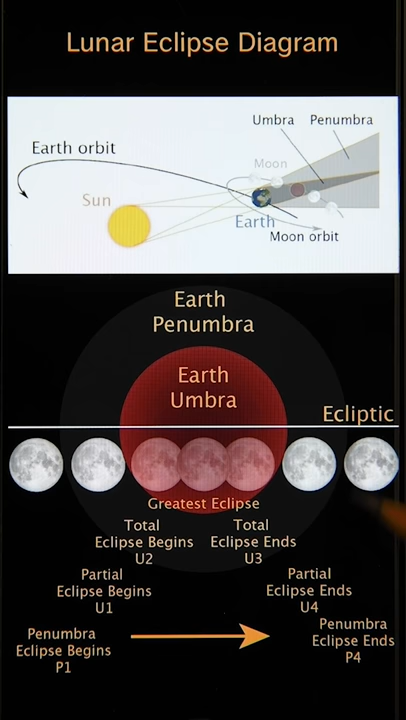 Lunar Eclipse Diagram
Umbra
Penumbra
Earth orbit
Moon
Sun
Earth
Moon orbit
Earth
Penumbra
Earth
Umbra
Ecliptic
Greatest Eclipse
Total
Eclipse Begins
U2
Total
Eclipse Ends
U3
Partial
Eclipse Begins
U1
Partial
Eclipse Ends
U4
Penumbra
Eclipse Begins
P1
Penumbra
Eclipse Ends
P4